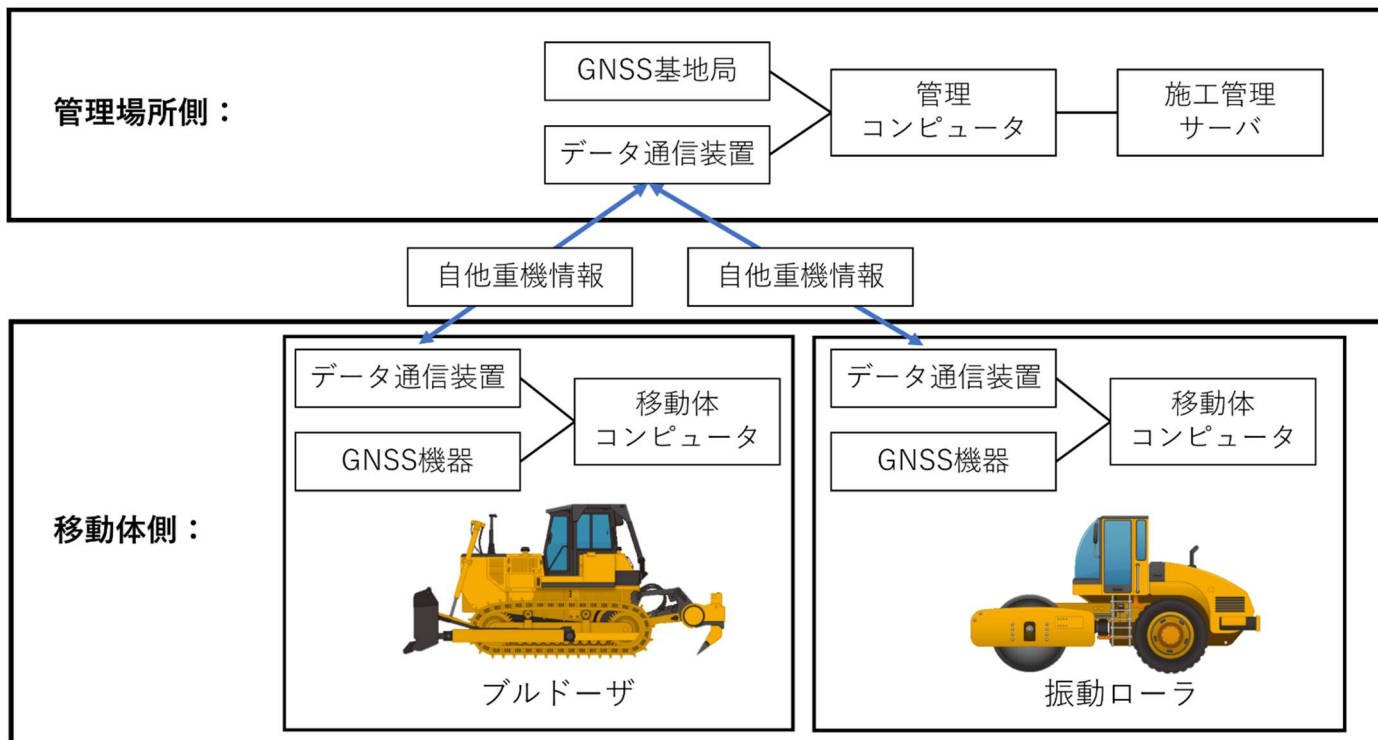 管理場所側：
GNSS基地局
データ通信装置
管理
コンピュータ
施工管理
サーバ
自他重機情報
自他重機情報
移動体側：
データ通信装置
GNSS機器
移動体
コンピュータ
ブルドーザ
データ通信装置
GNSS機器
移動体
コンピュータ
振動ローラ